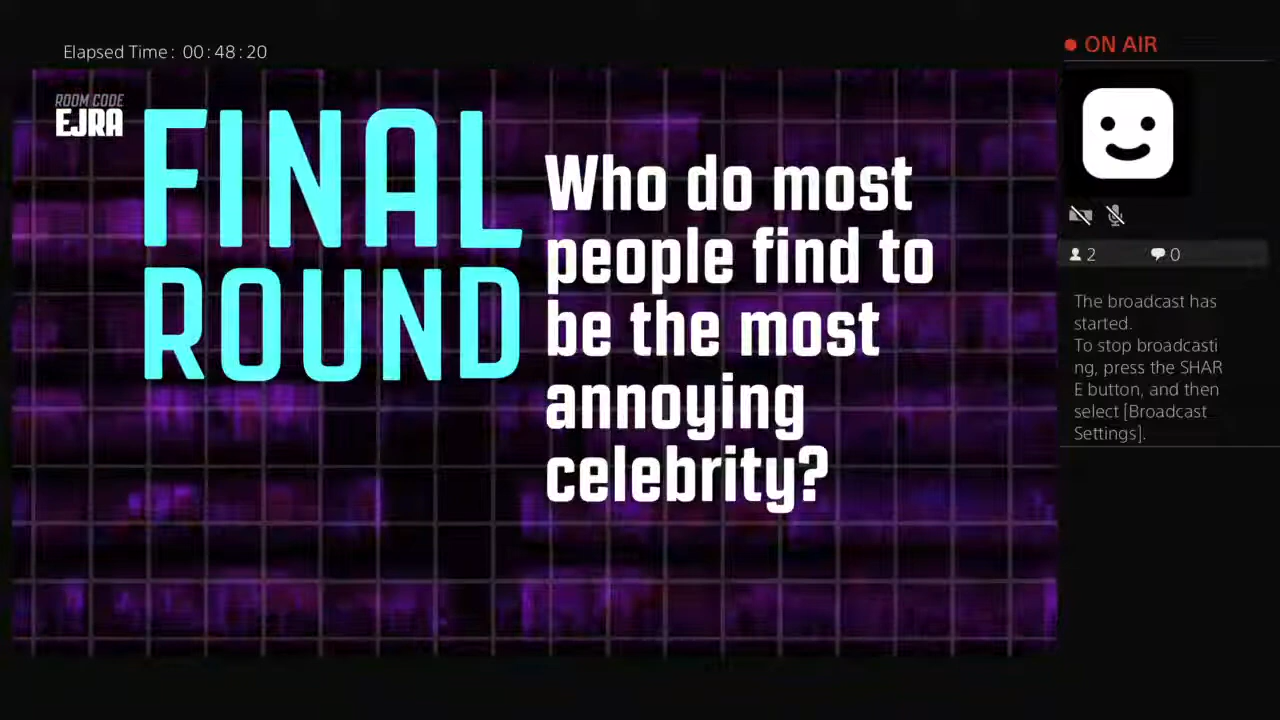 Elapsed Time: 00:48:20
ON AIR
ROOM CODE
EJRA
FINAL
ROUND
Who do most
people find to
be the most
annoying
celebrity?
2
0
The broadcast has
started.
To stop broadcasti
ng, press the SHAR
E button, and then
select [Broadcast
Settings].